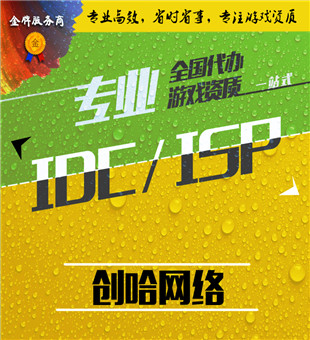 金牌服务商
金
专业高效，省时省事，专注游戏资质
专业!
全国代办
游戏资质
一站式
IDC / ISP
创哈网络